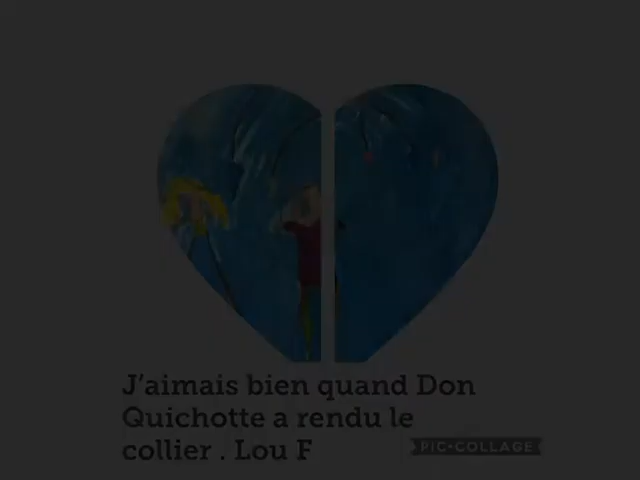 J'aimais bien quand Don
Quichotte a rendu le
collier . Lou F
PIC•COLLAGE